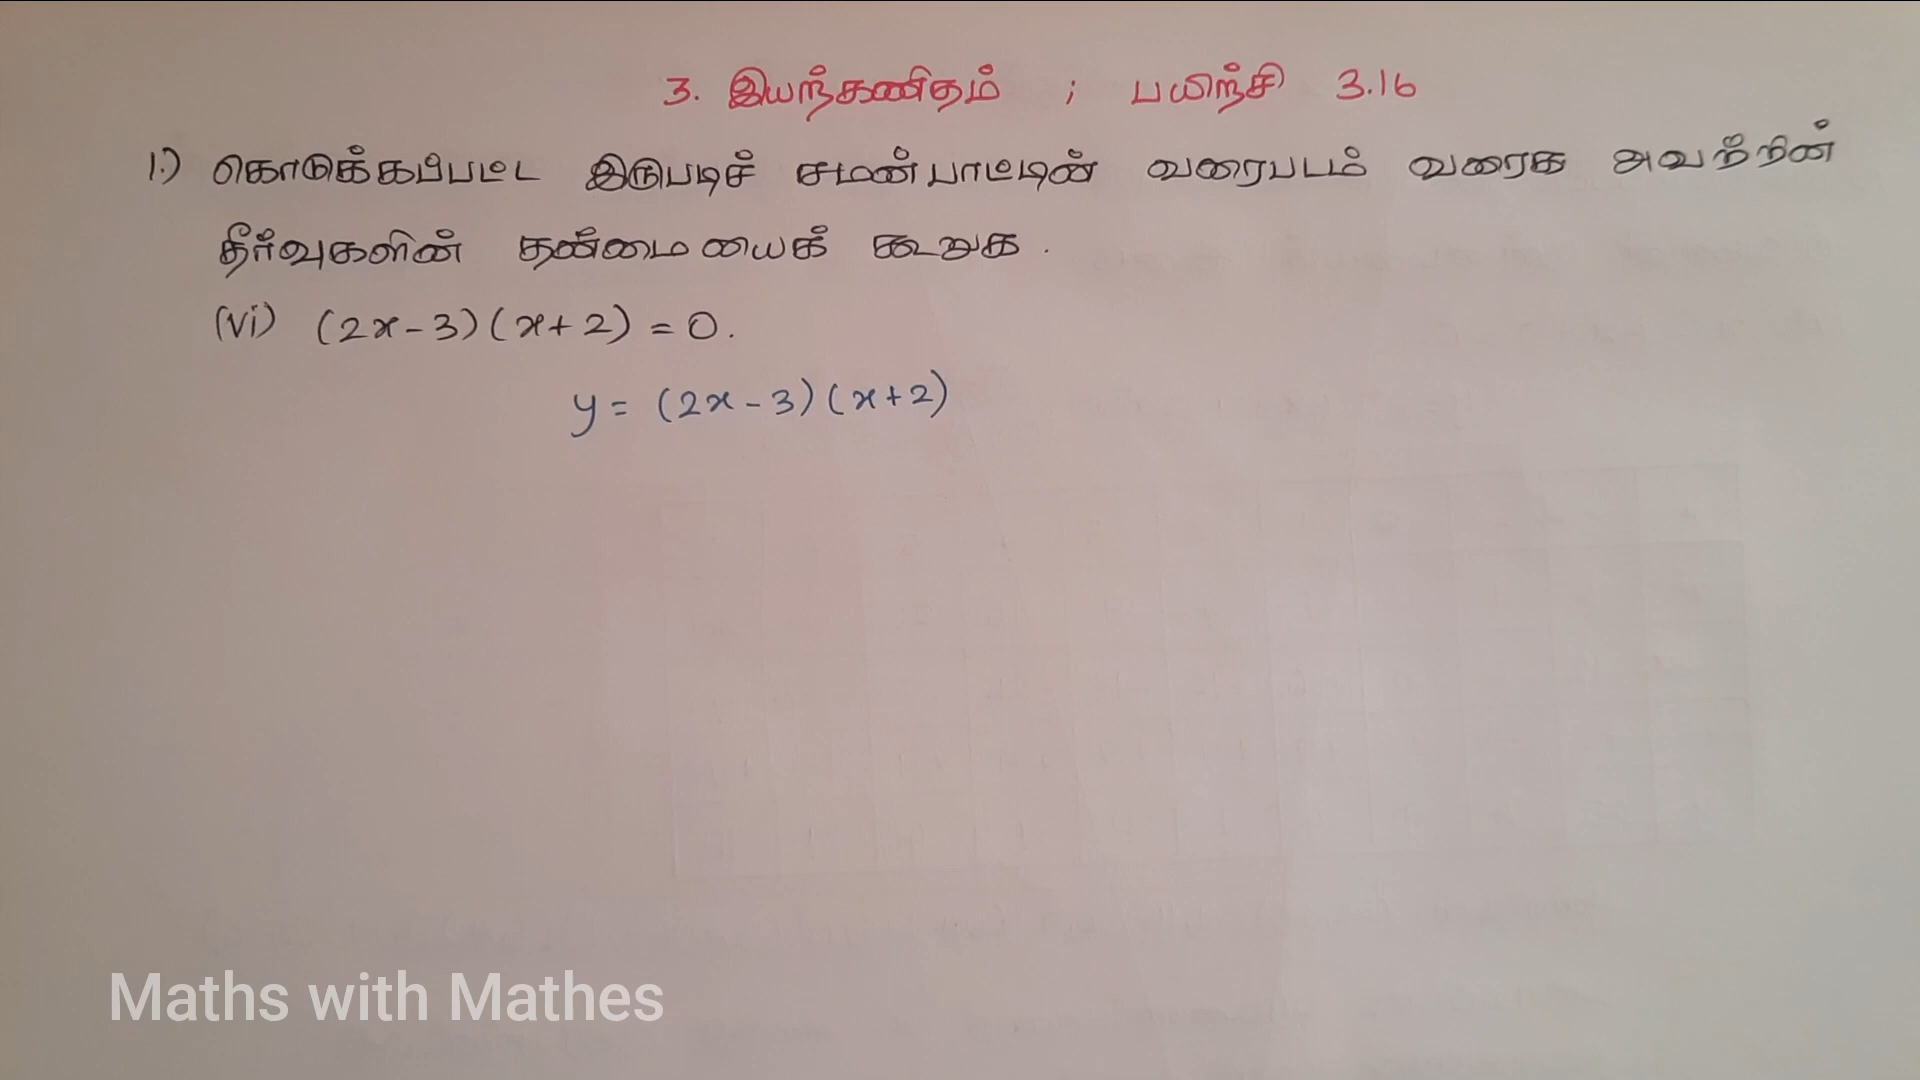 3. இயற்கணிதம் ; பயிற்சி 3.16
1.) கொடுக்கப்பட்ட இருபடிச் சமன்பாட்டின் வரைபடம் வரைக அவற்றின்
தீர்வுகளின் தன்மையைக் கூறுக.
(vi) (2x-3)(x+2) = 0.
y = (2x-3)(x+2)
Maths with Mathes